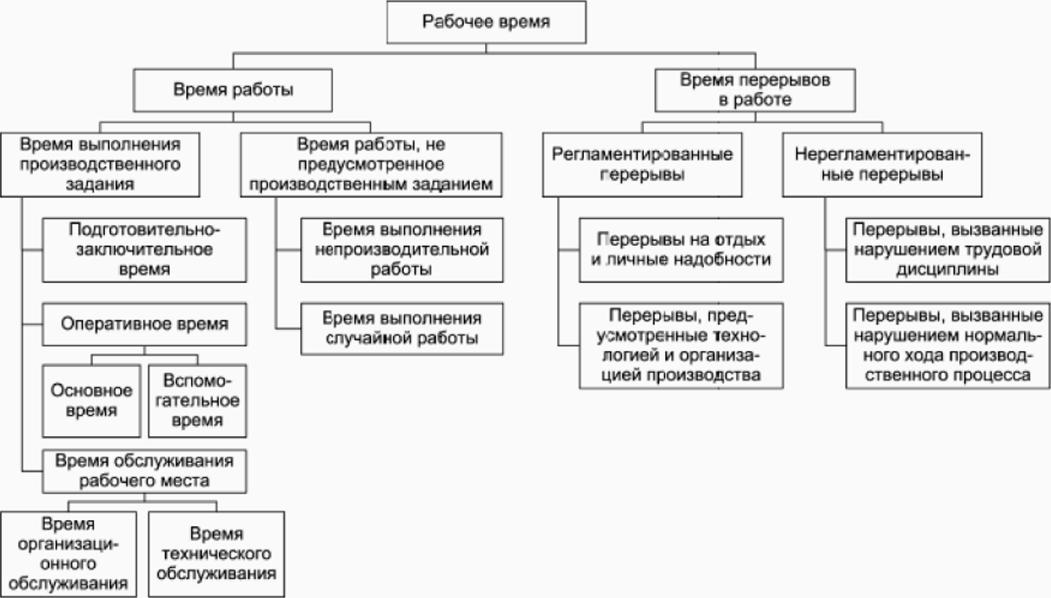 Рабочее время
Время работы
Время перерывов
в работе
Время выполнения
производственного
задания
Время работы, не
предусмотренное
производственным заданием
Регламентированные
перерывы
Нерегламентирован-
ные перерывы
Подготовительно-
заключительное
время
Время выполнения
непроизводительной
работы
Перерывы на отдых
и личные надобности
Перерывы, вызванные
нарушением трудовой
дисциплины
Оперативное время
Время выполнения
случайной работы
Перерывы, пред-
усмотренные техно-
логией и организа-
цией производства
Перерывы, вызванные
нарушением нормаль-
ного хода производ-
ственного процесса
Основное
время
Вспомо-
гательное
время
Время обслуживания
рабочего места
Время
организаци-
онного
обслуживания
Время
технического
обслуживания